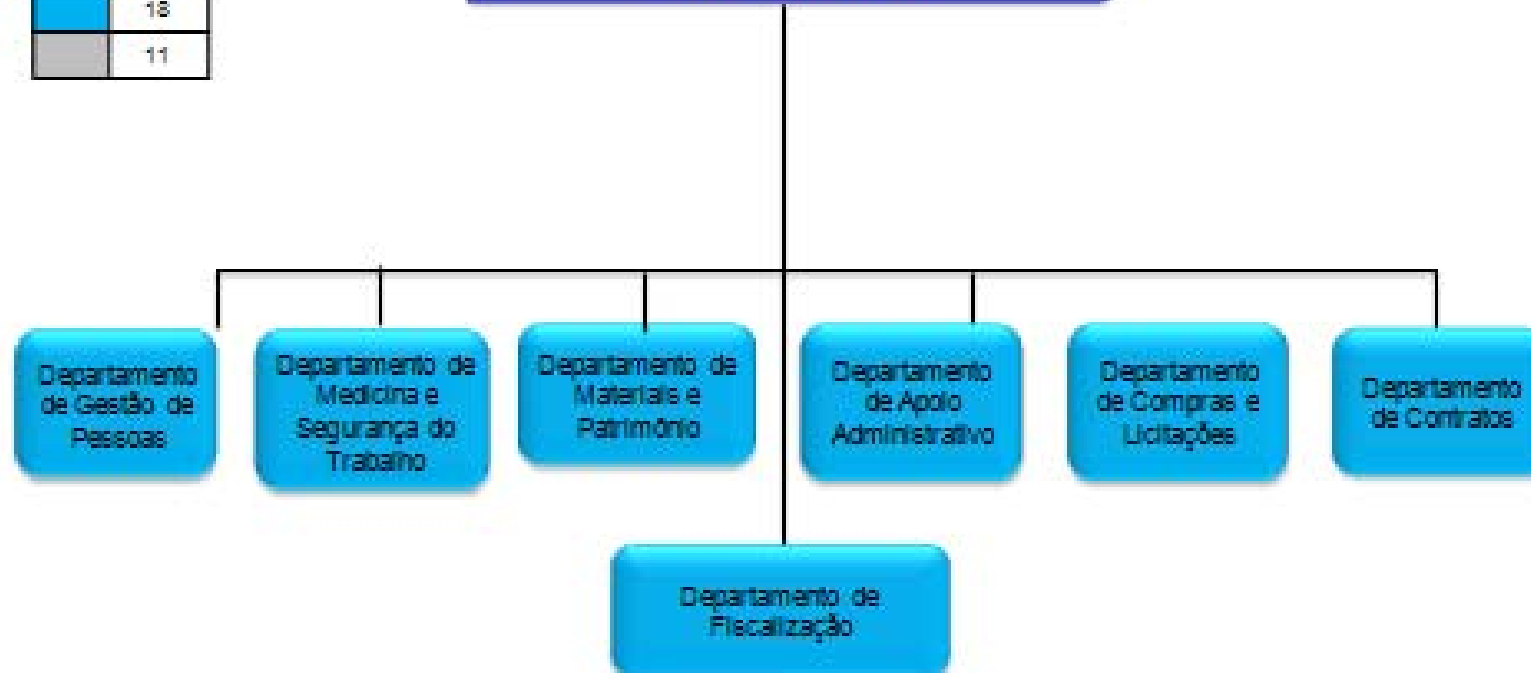 18
11
Departamento
de Gestão de
Pessoas
Departamento de
Medicina e
Segurança do
Trabalho
Departamento de
Materiais e
Patrimônio
Departamento
de Apoio
Administrativo
Departamento
de Compras e
Licitações
Departamento
de Contratos
Departamento de
Fiscalização